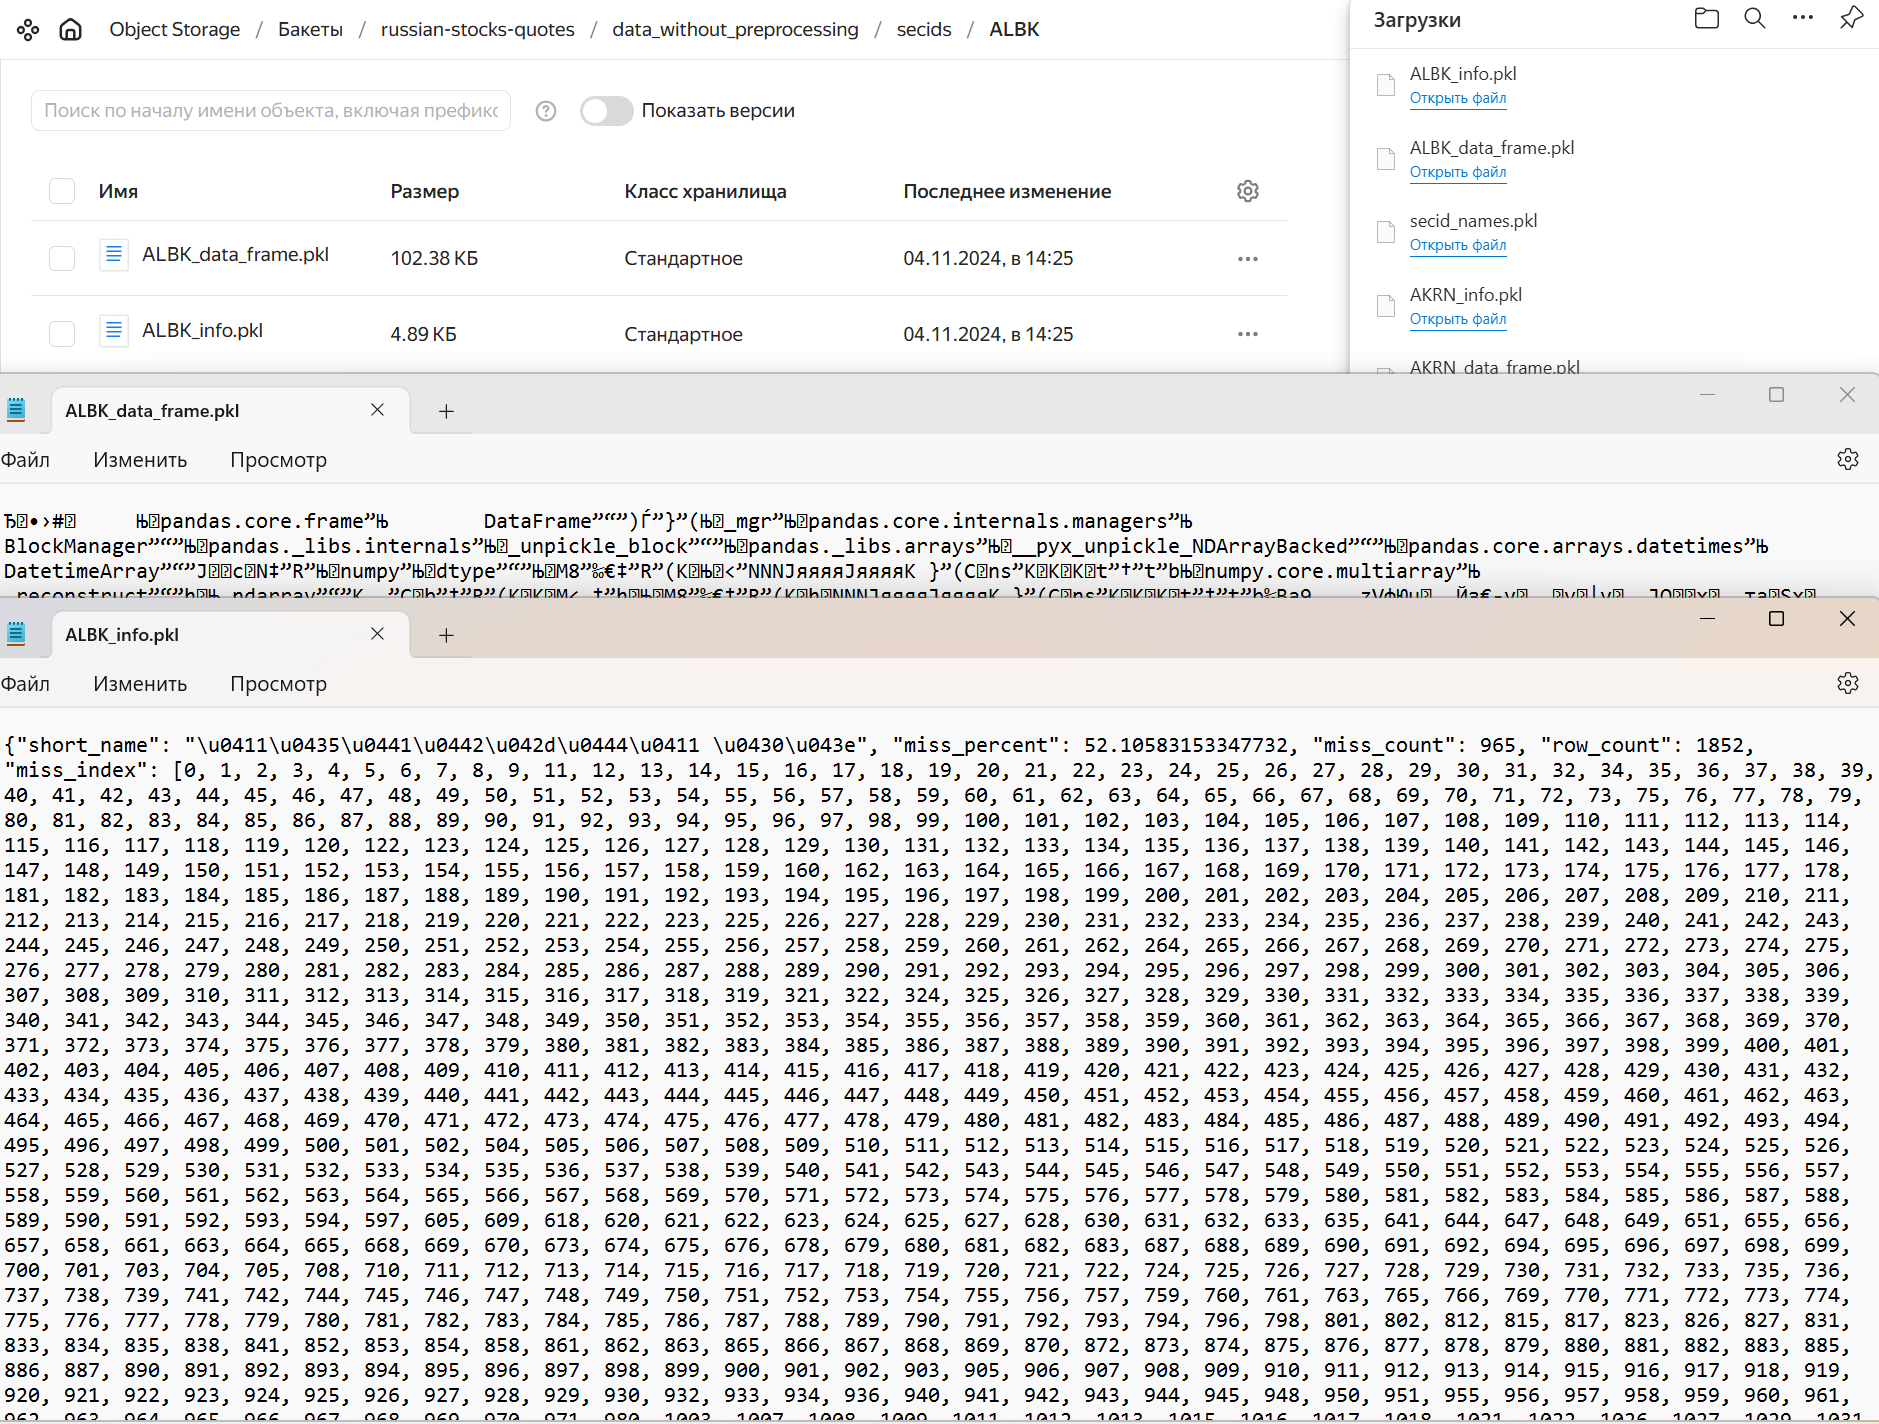 Object Storage / Бакеты / russian-stocks-quotes / data_without_preprocessing / secids / ALBK
Поиск по началу имени объекта, включая префикс
Показать версии
Имя Размер Класс хранилища Последнее изменение
ALBK_data_frame.pkl 102.38 КБ Стандартное 04.11.2024, в 14:25
ALBK_info.pkl 4.89 КБ Стандартное 04.11.2024, в 14:25
Загрузки
ALBK_info.pkl
Открыть файл
ALBK_data_frame.pkl
Открыть файл
secid_names.pkl
Открыть файл
AKRN_info.pkl
Открыть файл
AKRN_data_frame.pkl
ALBK_data_frame.pkl
Файл Изменить Просмотр
pandas.core.frame”Њ DataFrame”“”)Ѓ”}”(Њ _mgr”Њ pandas.core.internals.managers”Њ
BlockManager”“”Њ pandas._libs.internals”Њ _unpickle_block”“”Њ pandas._libs.arrays”Њ __pyx_unpickle_NDArrayBacked”“”Њ pandas.core.arrays.datetimes”Њ
DatetimeArray”“” numpy”Њ dtype”“”Њ numpy.core.multiarray”Њ
ALBK_info.pkl
Файл Изменить Просмотр
{"short_name": "\u0411\u0435\u0441\u0442\u042d\u0444\u0411 \u0430\u043e", "miss_percent": 52.10583153347732, "miss_count": 965, "row_count": 1852,
"miss_index": [0, 1, 2, 3, 4, 5, 6, 7, 8, 9, 11, 12, 13, 14, 15, 16, 17, 18, 19, 20, 21, 22, 23, 24, 25, 26, 27, 28, 29, 30, 31, 32, 34, 35, 36, 37, 38, 39,
40, 41, 42, 43, 44, 45, 46, 47, 48, 49, 50, 51, 52, 53, 54, 55, 56, 57, 58, 59, 60, 61, 62, 63, 64, 65, 66, 67, 68, 69, 70, 71, 72, 73, 75, 76, 77, 78, 79,
80, 81, 82, 83, 84, 85, 86, 87, 88, 89, 90, 91, 92, 93, 94, 95, 96, 97, 98, 99, 100, 101, 102, 103, 104, 105, 106, 107, 108, 109, 110, 111, 112, 113, 114,
115, 116, 117, 118, 119, 120, 122, 123, 124, 125, 126, 127, 128, 129, 130, 131, 132, 133, 134, 135, 136, 137, 138, 139, 140, 141, 142, 143, 144, 145, 146,
147, 148, 149, 150, 151, 152, 153, 154, 155, 156, 157, 158, 159, 160, 162, 163, 164, 165, 166, 167, 168, 169, 170, 171, 172, 173, 174, 175, 176, 177, 178,
181, 182, 183, 184, 185, 186, 187, 188, 189, 190, 191, 192, 193, 194, 195, 196, 197, 198, 199, 200, 201, 202, 203, 204, 205, 206, 207, 208, 209, 210, 211,
212, 213, 214, 215, 216, 217, 218, 219, 220, 221, 222, 223, 225, 226, 227, 228, 229, 230, 231, 232, 233, 234, 235, 236, 237, 238, 239, 240, 241, 242, 243,
244, 245, 246, 247, 248, 249, 250, 251, 252, 253, 254, 255, 256, 257, 258, 259, 260, 261, 262, 264, 265, 266, 267, 268, 269, 270, 271, 272, 273, 274, 275,
276, 277, 278, 279, 280, 281, 282, 283, 284, 285, 286, 287, 288, 289, 290, 291, 292, 293, 294, 295, 296, 297, 298, 299, 300, 301, 302, 303, 304, 305, 306,
307, 308, 309, 310, 311, 312, 313, 314, 315, 316, 317, 318, 319, 321, 322, 324, 325, 326, 327, 328, 329, 330, 331, 332, 333, 334, 335, 336, 337, 338, 339,
340, 341, 342, 343, 344, 345, 346, 347, 348, 349, 350, 351, 352, 353, 354, 355, 356, 357, 358, 359, 360, 361, 362, 363, 364, 365, 366, 367, 368, 369, 370,
371, 372, 373, 374, 375, 376, 377, 378, 379, 380, 381, 382, 383, 384, 385, 386, 387, 388, 389, 390, 391, 392, 393, 394, 395, 396, 397, 398, 399, 400, 401,
402, 403, 404, 405, 406, 407, 408, 409, 410, 411, 412, 413, 414, 415, 416, 417, 418, 419, 420, 421, 422, 423, 424, 425, 426, 427, 428, 429, 430, 431, 432,
433, 434, 435, 436, 437, 438, 439, 440, 441, 442, 443, 444, 445, 446, 447, 448, 449, 450, 451, 452, 453, 454, 455, 456, 457, 458, 459, 460, 461, 462, 463,
464, 465, 466, 467, 468, 469, 470, 471, 472, 473, 474, 475, 476, 477, 478, 479, 480, 481, 482, 483, 484, 485, 486, 487, 488, 489, 490, 491, 492, 493, 494,
495, 496, 497, 498, 499, 500, 501, 502, 504, 505, 506, 507, 508, 509, 510, 511, 512, 513, 514, 515, 516, 517, 518, 519, 520, 521, 522, 523, 524, 525, 526,
527, 528, 529, 530, 531, 532, 533, 534, 535, 536, 537, 538, 539, 540, 541, 542, 543, 544, 545, 546, 547, 548, 549, 550, 551, 552, 553, 554, 555, 556, 557,
558, 559, 560, 561, 562, 563, 564, 565, 566, 567, 568, 569, 570, 571, 572, 573, 574, 575, 576, 577, 578, 579, 580, 581, 582, 583, 584, 585, 586, 587, 588,
589, 590, 591, 592, 593, 594, 597, 605, 609, 618, 620, 621, 622, 623, 624, 625, 627, 628, 630, 631, 632, 633, 635, 641, 644, 647, 648, 649, 651, 655, 656,
657, 658, 661, 663, 664, 665, 668, 669, 670, 673, 674, 675, 676, 678, 679, 680, 681, 682, 683, 687, 688, 689, 690, 691, 692, 694, 695, 696, 697, 698, 699,
700, 701, 703, 704, 705, 708, 710, 711, 712, 713, 714, 715, 716, 717, 718, 719, 720, 721, 722, 724, 725, 726, 727, 728, 729, 730, 731, 732, 733, 735, 736,
737, 738, 739, 741, 742, 744, 745, 746, 747, 748, 749, 750, 751, 752, 753, 754, 755, 756, 757, 759, 760, 761, 763, 765, 766, 769, 770, 771, 772, 773, 774,
775, 776, 777, 778, 779, 780, 781, 782, 783, 784, 785, 786, 787, 788, 789, 790, 791, 792, 793, 794, 796, 798, 801, 802, 812, 815, 817, 823, 826, 827, 831,
833, 834, 835, 838, 841, 852, 853, 854, 858, 861, 862, 863, 865, 866, 867, 868, 869, 870, 872, 873, 874, 875, 876, 877, 878, 879, 880, 881, 882, 883, 885,
886, 887, 890, 891, 892, 893, 894, 895, 896, 897, 898, 899, 900, 901, 902, 903, 905, 906, 907, 908, 909, 910, 911, 912, 913, 914, 915, 916, 917, 918, 919,
920, 921, 922, 923, 924, 925, 926, 927, 928, 929, 930, 932, 933, 934, 936, 940, 941, 942, 943, 944, 945, 948, 950, 951, 955, 956, 957, 958, 959, 960, 961,